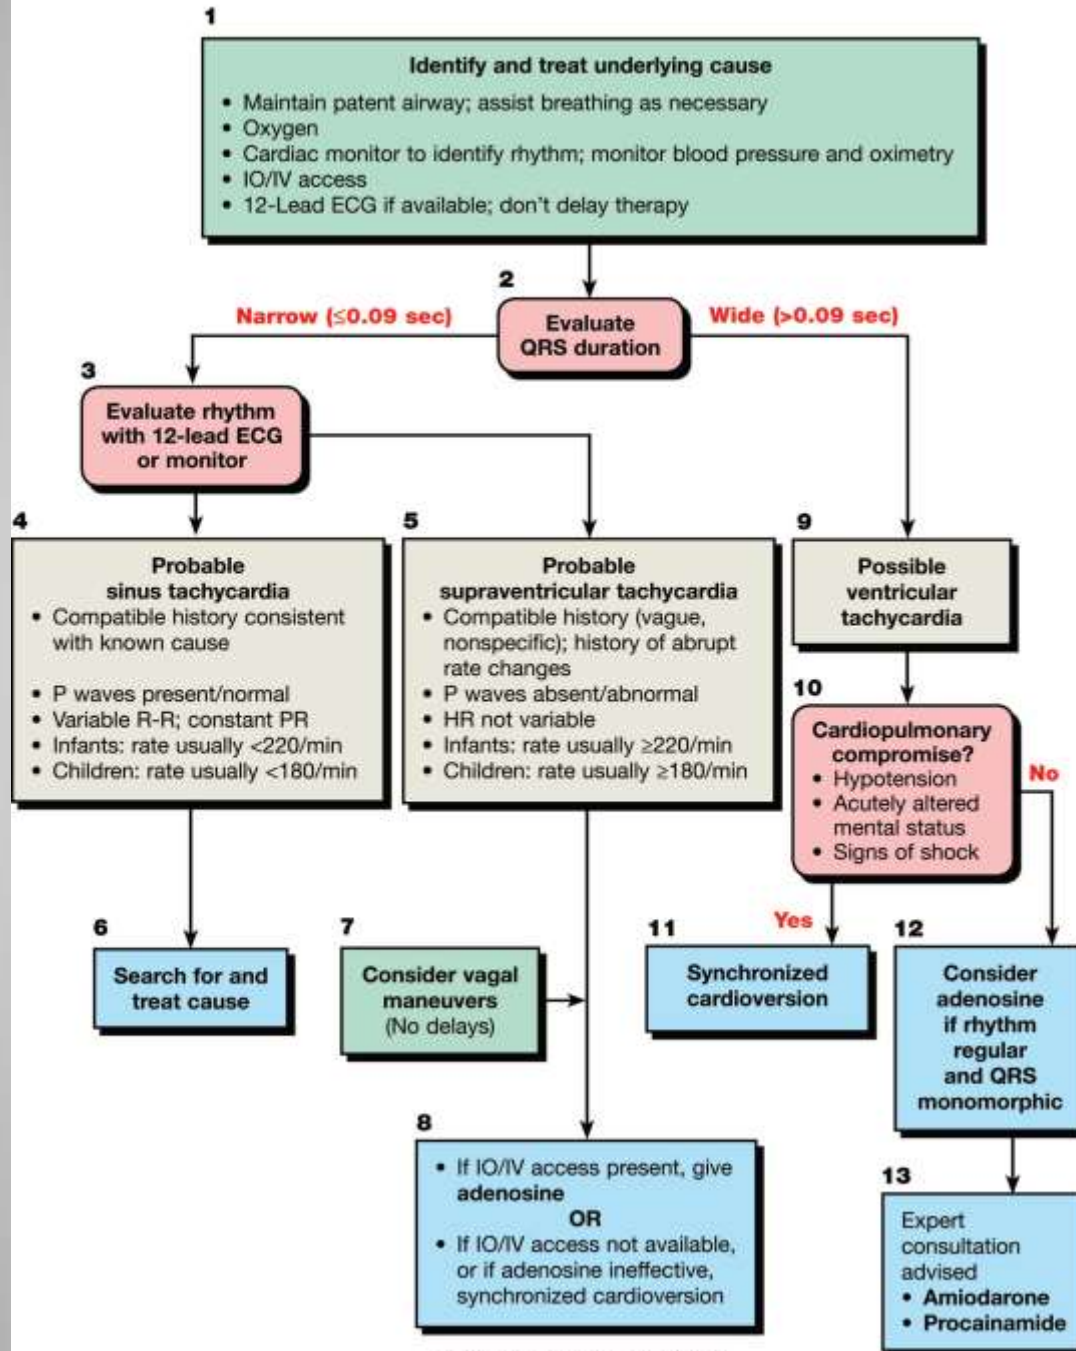 1
Identify and treat underlying cause
• Maintain patent airway; assist breathing as necessary
• Oxygen
• Cardiac monitor to identify rhythm; monitor blood pressure and oximetry
• IO/IV access
• 12-Lead ECG if available; don't delay therapy
2
Narrow (≤0.09 sec)
Evaluate
QRS duration
Wide (>0.09 sec)
3
Evaluate rhythm
with 12-lead ECG
or monitor
4
Probable
sinus tachycardia
• Compatible history consistent
with known cause
• P waves present/normal
• Variable R-R; constant PR
• Infants: rate usually <220/min
• Children: rate usually <180/min
5
Probable
supraventricular tachycardia
• Compatible history (vague,
nonspecific); history of abrupt
rate changes
• P waves absent/abnormal
• HR not variable
• Infants: rate usually ≥220/min
• Children: rate usually ≥180/min
9
Possible
ventricular
tachycardia
10
Cardiopulmonary
compromise?
• Hypotension
• Acutely altered
mental status
• Signs of shock
No
Yes
6
Search for and
treat cause
7
Consider vagal
maneuvers
(No delays)
11
Synchronized
cardioversion
12
Consider
adenosine
if rhythm
regular
and QRS
monomorphic
8
• If IO/IV access present, give
adenosine
OR
• If IO/IV access not available,
or if adenosine ineffective,
synchronized cardioversion
13
Expert
consultation
advised
• Amiodarone
• Procainamide